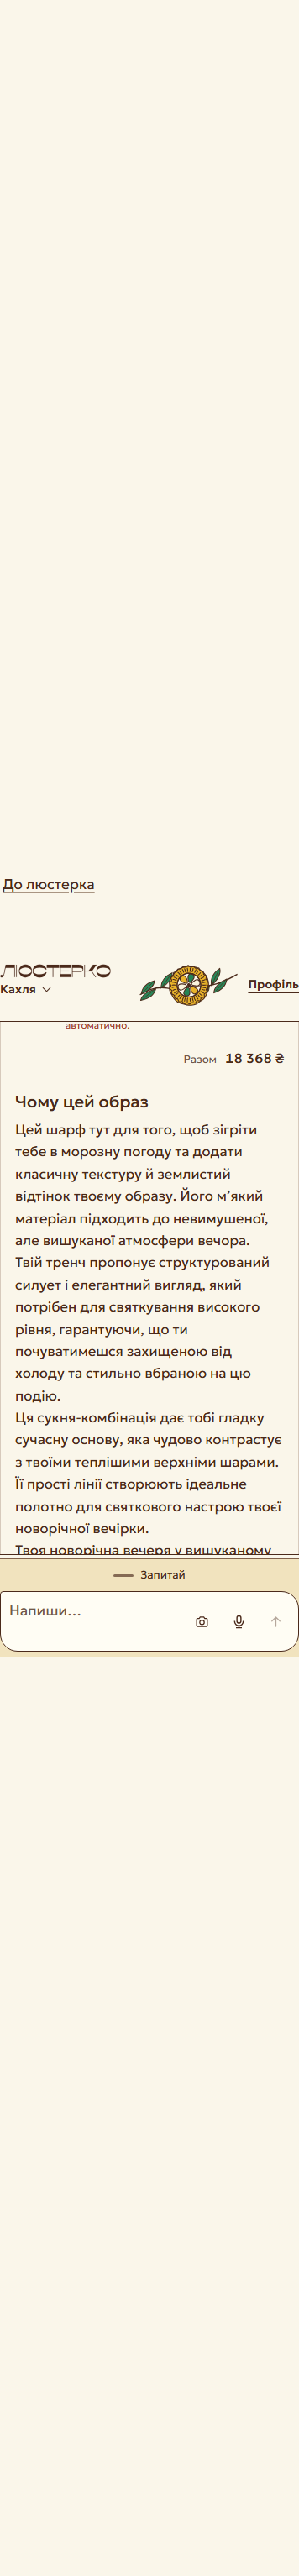 До люстерка
ЛЮСТЕРКО
Кахля
Профіль
автоматично.
Разом 18 368 ₴
Чому цей образ
Цей шарф тут для того, щоб зігріти
тебе в морозну погоду та додати
класичну текстуру й землистий
відтінок твоєму образу. Його м’який
матеріал підходить до невимушеної,
але вишуканої атмосфери вечора.
Твій тренч пропонує структурований
силует і елегантний вигляд, який
потрібен для святкування високого
рівня, гарантуючи, що ти
почуватимешся захищеною від
холоду та стильно вбраною на цю
подію.
Ця сукня-комбінація дає тобі гладку
сучасну основу, яка чудово контрастує
з твоїми теплішими верхніми шарами.
Її прості лінії створюють ідеальне
полотно для святкового настрою твоєї
новорічної вечірки.
Твоя новорічна вечеря у вишуканому
Запитай
Напиши...